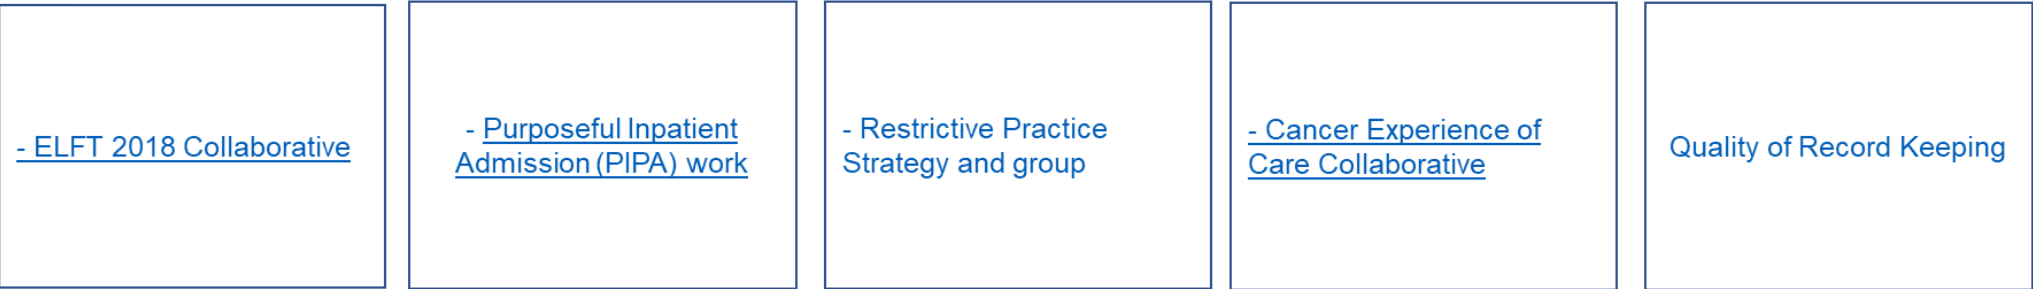 - ELFT 2018 Collaborative
- Purposeful Inpatient
Admission (PIPA) work
- Restrictive Practice
Strategy and group
- Cancer Experience of
Care Collaborative
Quality of Record Keeping